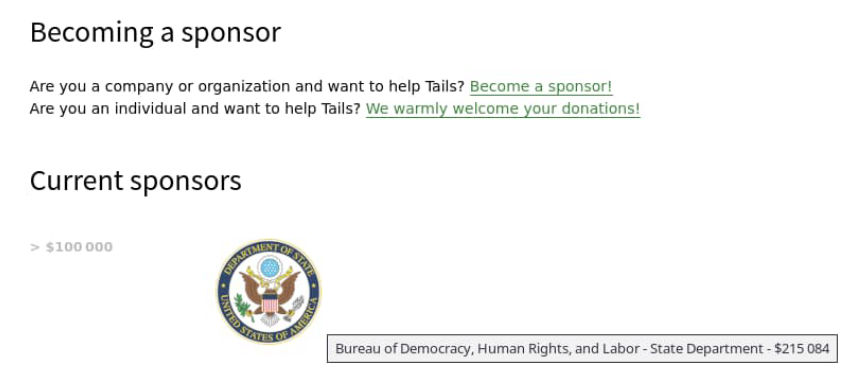 Becoming a sponsor
Are you a company or organization and want to help Tails? Become a sponsor!
Are you an individual and want to help Tails? We warmly welcome your donations!
Current sponsors
> $100 000
DEPARTMENT OF STATE
UNITED STATES OF AMERICA
Bureau of Democracy, Human Rights, and Labor - State Department - $215 084